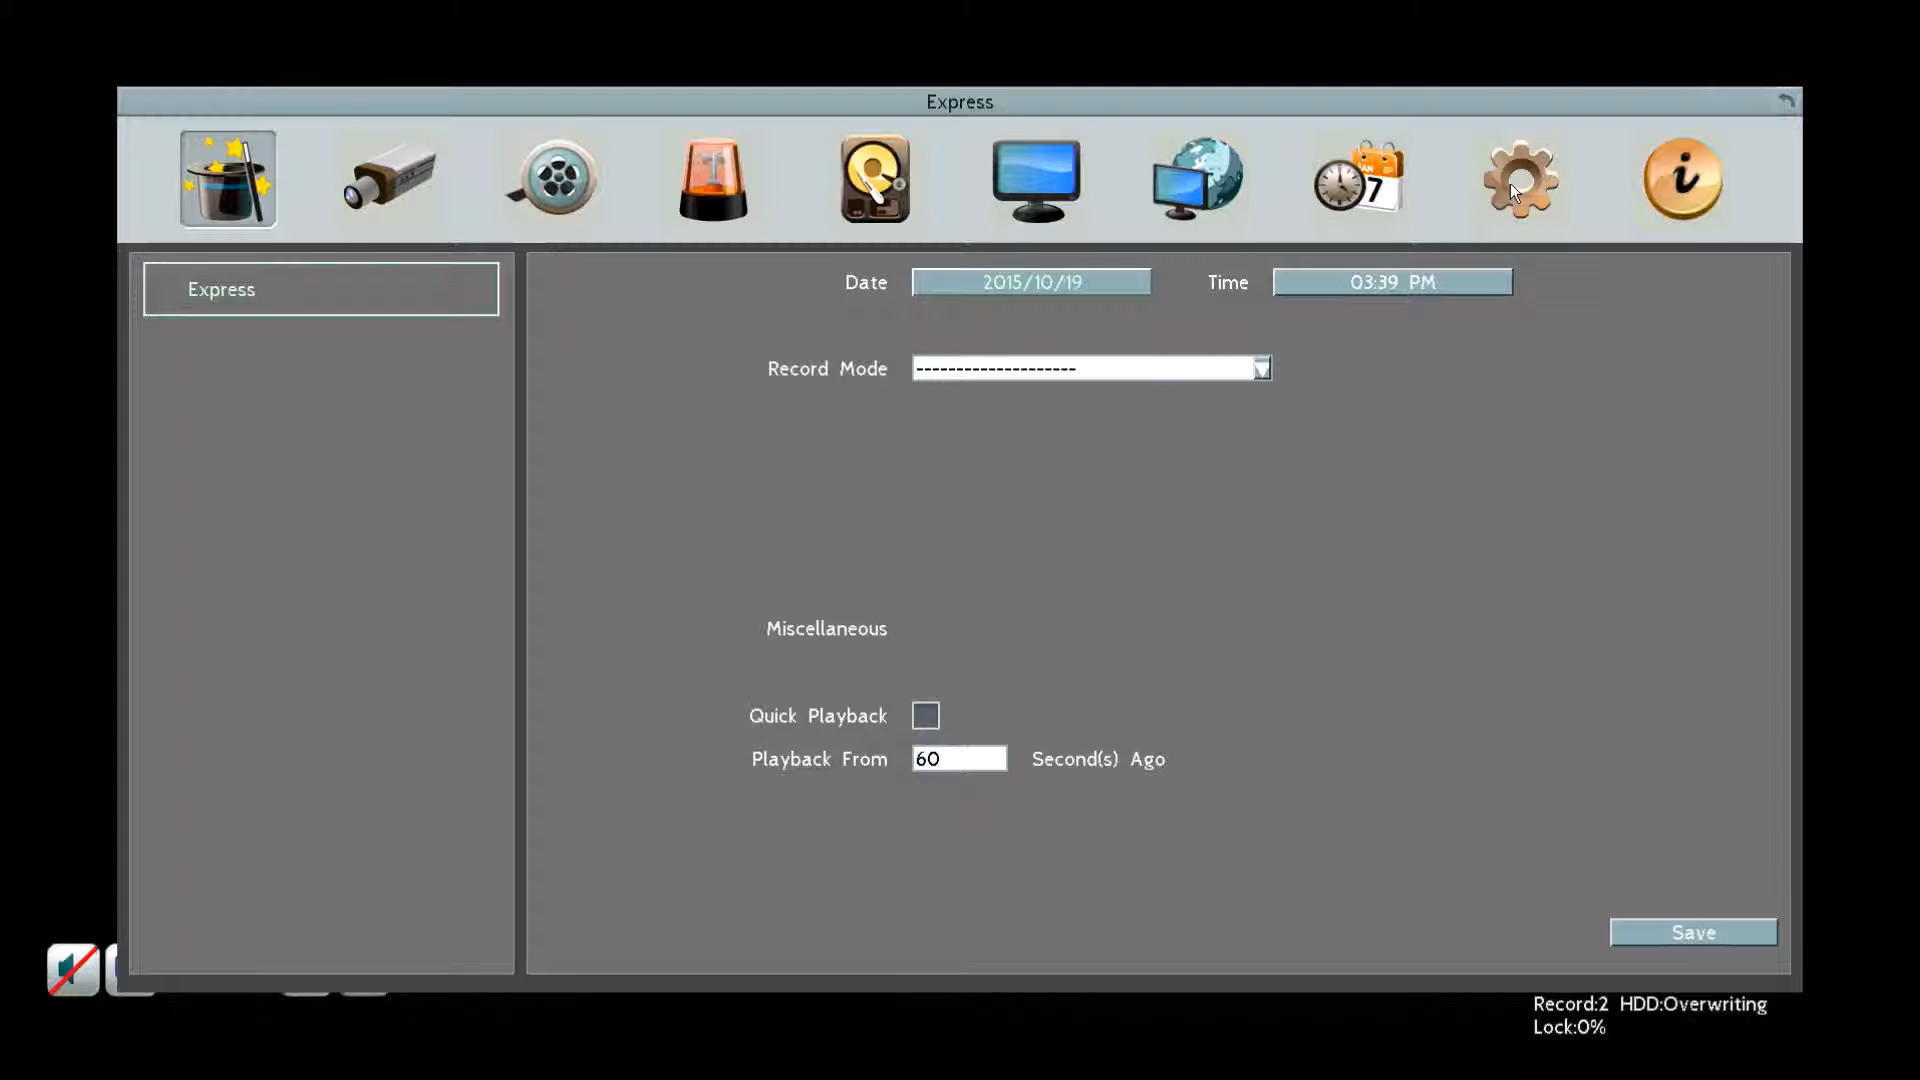 Express
7
i
Express
Date 2015/10/19 Time 03:39 PM
Record Mode --------------------
Miscellaneous
Quick Playback
Playback From 60 Second(s) Ago
Save
Record:2 HDD:Overwriting
Lock:0%